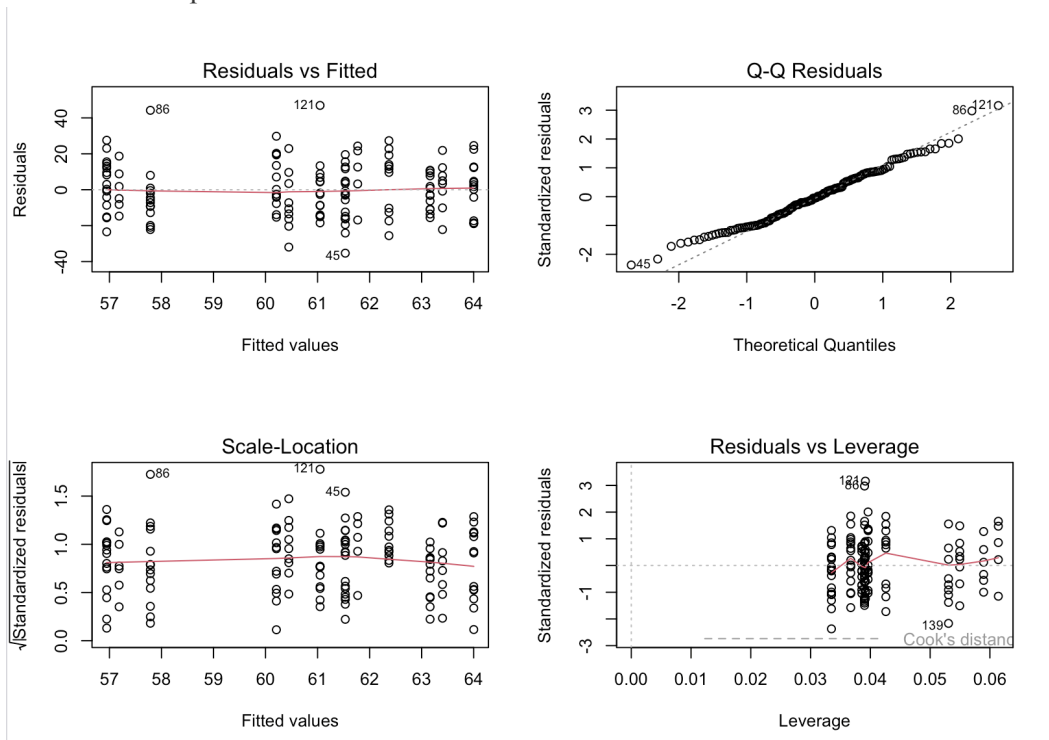 Residuals vs Fitted
Residuals
40
20
0
-40
86
121
45
57 58 59 60 61 62 63 64
Fitted values
Q-Q Residuals
Standardized residuals
3
2
1
0
-2
86
121
45
-2 -1 0 1 2
Theoretical Quantiles
Scale-Location
√|Standardized residuals|
1.5
1.0
0.5
0.0
86
121
45
57 58 59 60 61 62 63 64
Fitted values
Residuals vs Leverage
Standardized residuals
3
2
1
-1
-3
121
86
139
Cook's distanc
0.00 0.01 0.02 0.03 0.04 0.05 0.06
Leverage